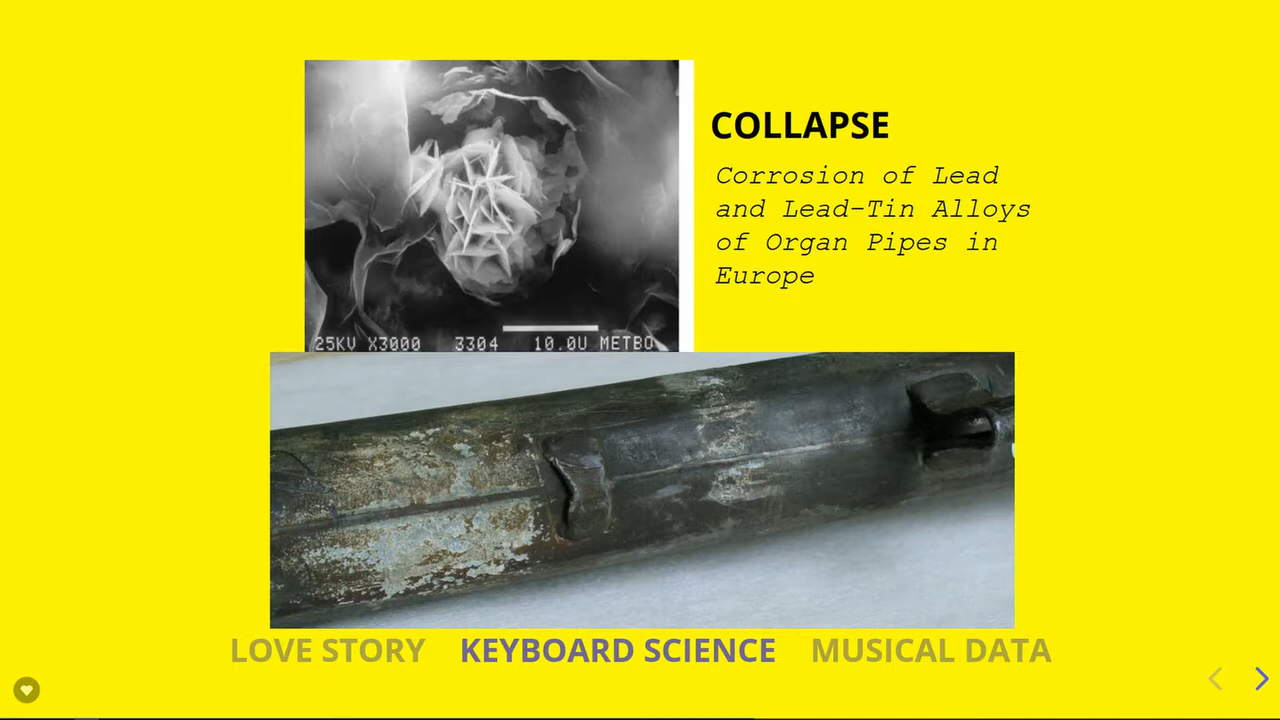 COLLAPSE
Corrosion of Lead
and Lead-Tin Alloys
of Organ Pipes in
Europe
25KV X3000 3304 10.0U METBO
LOVE STORY KEYBOARD SCIENCE MUSICAL DATA